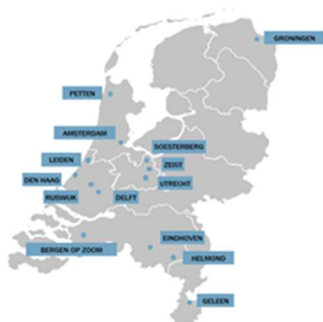 GRONINGEN
PETTEN
AMSTERDAM
SOESTERBERG
LEIDEN
ZEIST
DEN HAAG
UTRECHT
RIJSWIJK
DELFT
EINDHOVEN
BERGEN OP ZOOM
HELMOND
GELEEN